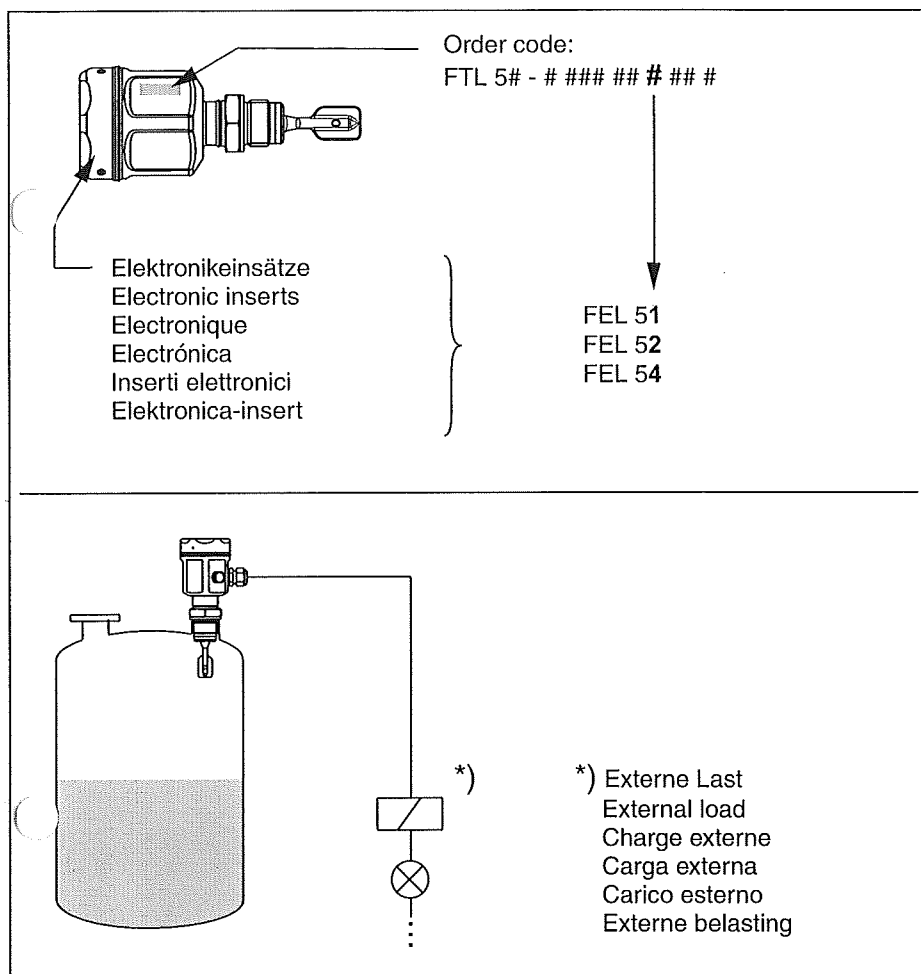 Order code:
FTL 5# - # ### ## # ## #
Elektronikeinsätze
Electronic inserts
Electronique
Electrónica
Inserti elettronici
Elektronica-insert
FEL 51
FEL 52
FEL 54
*)
*) Externe Last
External load
Charge externe
Carga externa
Carico esterno
Externe belasting